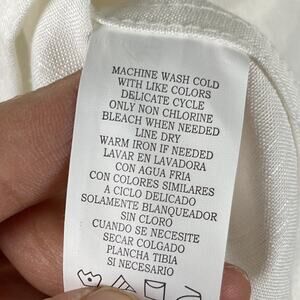 MACHINE WASH COLD
WITH LIKE COLORS
DELICATE CYCLE
ONLY NON CHLORINE
BLEACH WHEN NEEDED
LINE DRY
WARM IRON IF NEEDED
LAVAR EN LAVADORA
CON AGUA FRIA
CON COLORES SIMILARES
A CICLO DELICADO
SOLAMENTE BLANQUEADOR
SIN CLORO
CUANDO SE NECESITE
SECAR COLGADO
PLANCHA TIBIA
SI NECESARIO